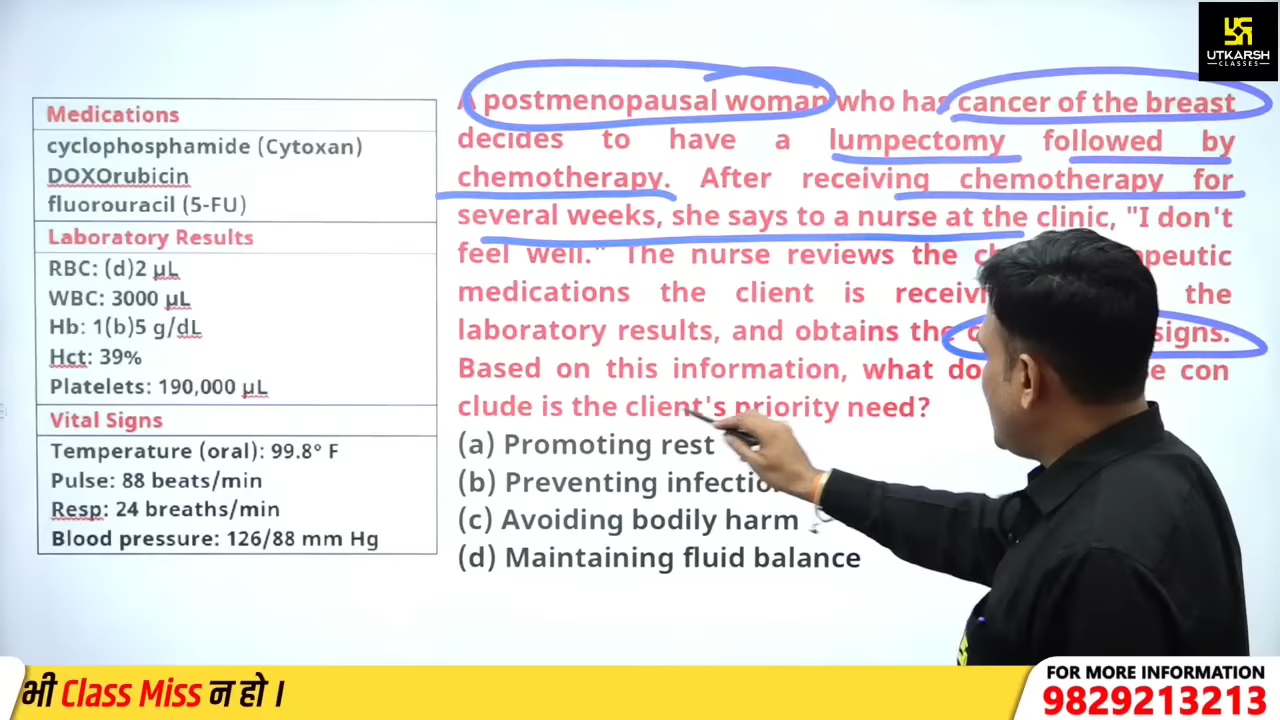 UTKARSH
CLASSES
Medications
cyclophosphamide (Cytoxan)
DOXOrubicin
fluorouracil (5-FU)
Laboratory Results
RBC: (d)2 µL
WBC: 3000 µL
Hb: 1(b)5 g/dL
Hct: 39%
Platelets: 190,000 µL
Vital Signs
Temperature (oral): 99.8° F
Pulse: 88 beats/min
Resp: 24 breaths/min
Blood pressure: 126/88 mm Hg
A postmenopausal woman who has cancer of the breast
decides to have a lumpectomy followed by
chemotherapy. After receiving chemotherapy for
several weeks, she says to a nurse at the clinic, "I don't
feel well." The nurse reviews the
medications the client is the
laboratory results, and obtains the signs.
Based on this information, what con
clude is the client's priority need?
(a) Promoting rest
(b) Preventing infection
(c) Avoiding bodily harm
(d) Maintaining fluid balance
भी Class Miss न हो ।
FOR MORE INFORMATION
9829213213